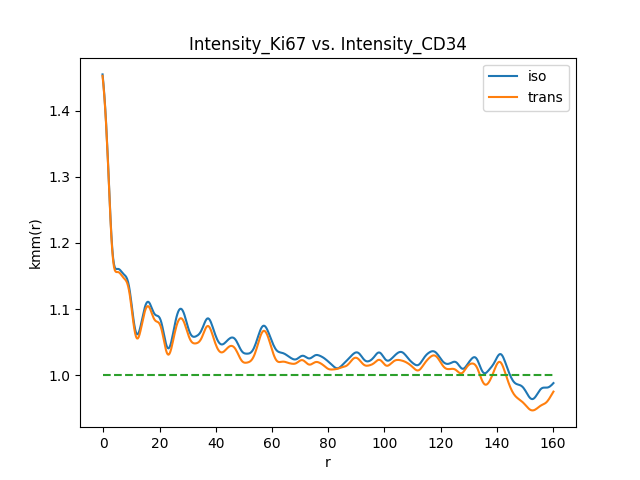 Intensity_Ki67 vs. Intensity_CD34
iso
trans
kmm(r)
1.4
1.3
1.2
1.1
1.0
0 20 40 60 80 100 120 140 160
r